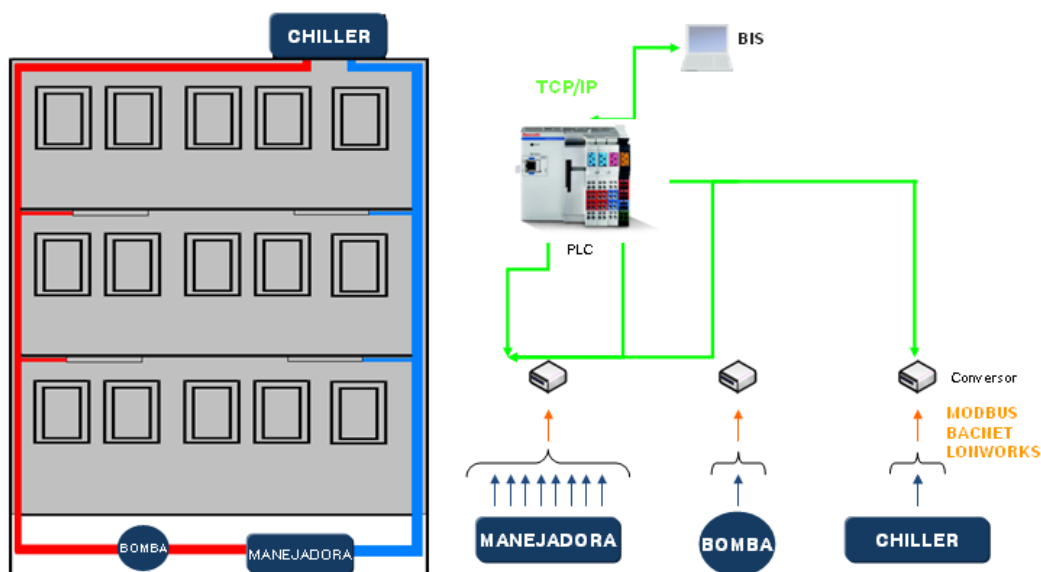 CHILLER
BIS
TCP/IP
PLC
Conversor
MODBUS
BACNET
LONWORKS
BOMBA
MANEJADORA
MANEJADORA
BOMBA
CHILLER